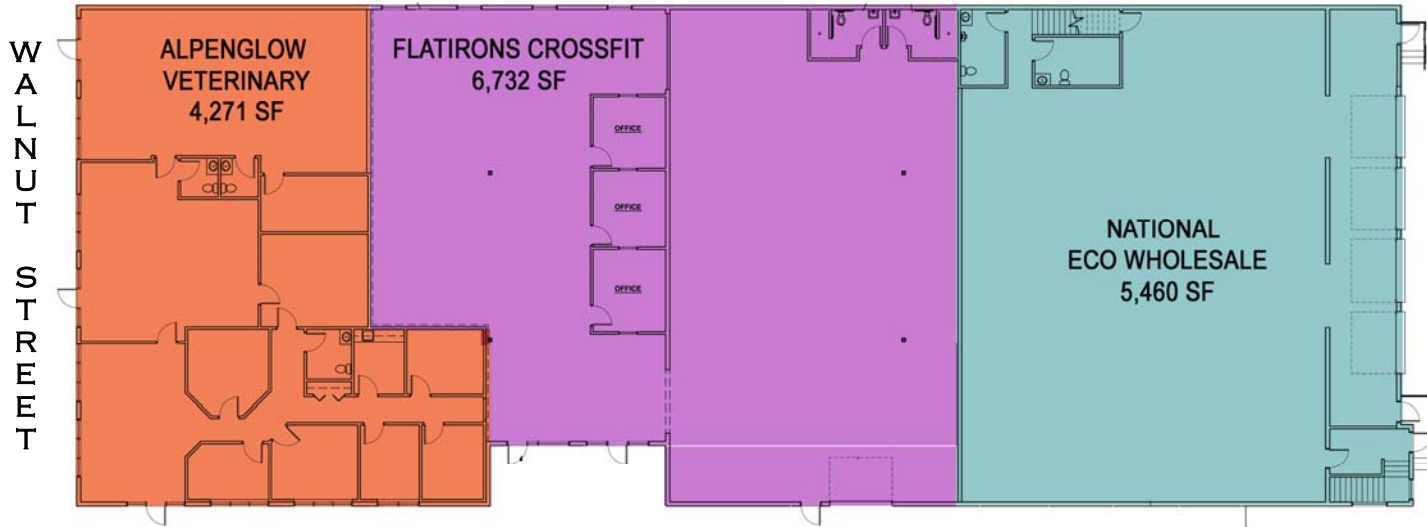 WALNUT STREET
ALPENGLOW
VETERINARY
4,271 SF
FLATIRONS CROSSFIT
6,732 SF
OFFICE
OFFICE
OFFICE
NATIONAL
ECO WHOLESALE
5,460 SF